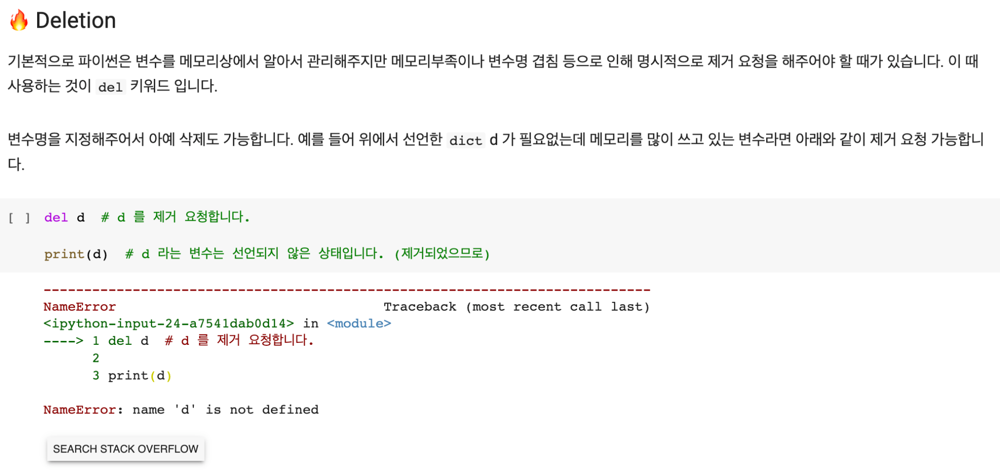 🔥 Deletion
기본적으로 파이썬은 변수를 메모리상에서 알아서 관리해주지만 메모리부족이나 변수명 겹침 등으로 인해 명시적으로 제거 요청을 해주어야 할 때가 있습니다. 이 때
사용하는 것이 del 키워드 입니다.
변수명을 지정해주어서 아예 삭제도 가능합니다. 예를 들어 위에서 선언한 dict d 가 필요없는데 메모리를 많이 쓰고 있는 변수라면 아래와 같이 제거 요청 가능합니
다.
[ ] del d  # d 를 제거 요청합니다.
print(d)  # d 라는 변수는 선언되지 않은 상태입니다. (제거되었으므로)
---------------------------------------------------------------------------
NameError                                 Traceback (most recent call last)
<ipython-input-24-a7541dab0d14> in <module>
----> 1 del d  # d 를 제거 요청합니다.
      2
      3 print(d)
NameError: name 'd' is not defined
SEARCH STACK OVERFLOW